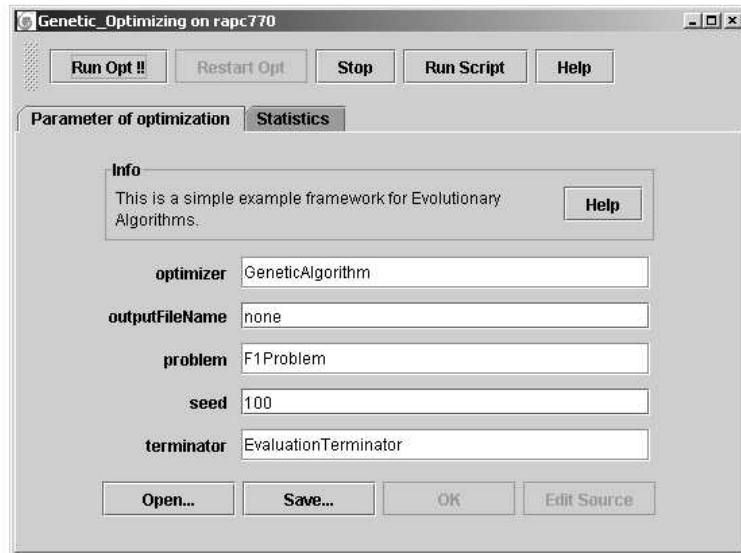 Genetic_Optimizing on rapc770
Run Opt !! Restart Opt Stop Run Script Help
Parameter of optimization Statistics
Info
This is a simple example framework for Evolutionary
Algorithms.
Help
optimizer GeneticAlgorithm
outputFileName none
problem F1Problem
seed 100
terminator EvaluationTerminator
Open... Save... OK Edit Source